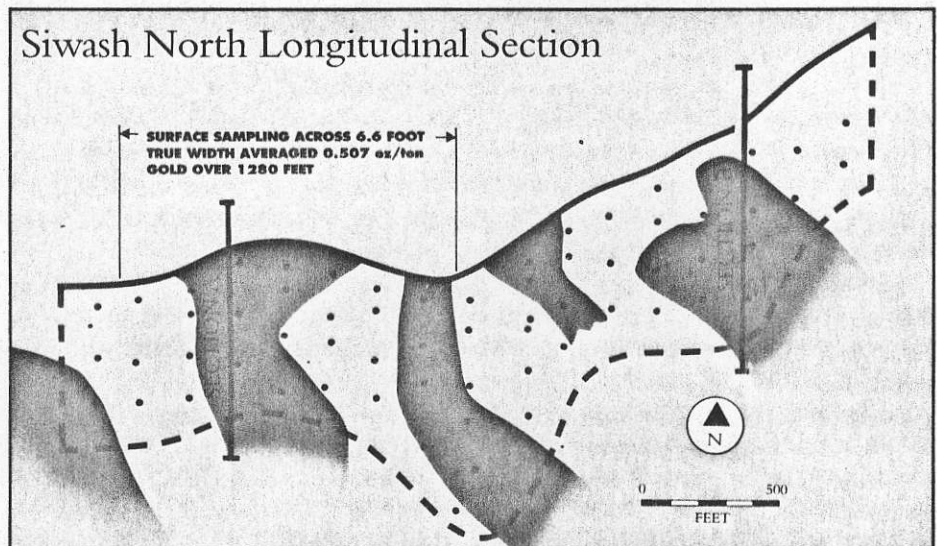 Siwash North Longitudinal Section
SURFACE SAMPLING ACROSS 6.6 FOOT
TRUE WIDTH AVERAGED 0.507 oz/ton
GOLD OVER 1280 FEET
N
0 500
FEET